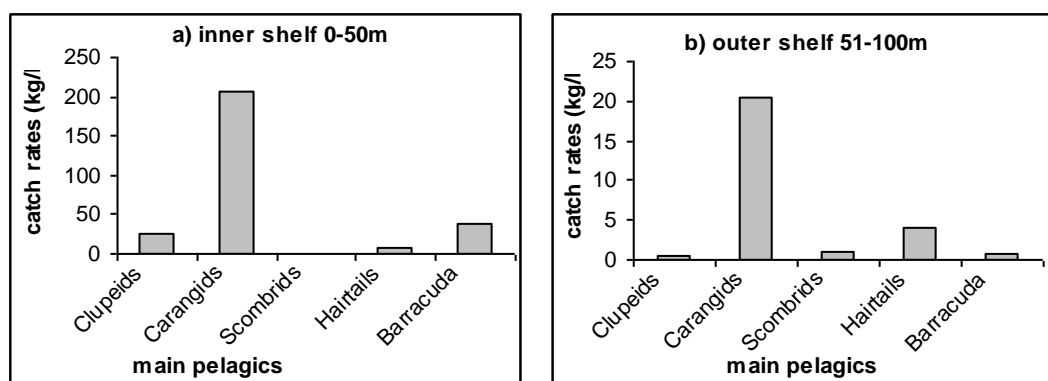 a) inner shelf 0-50m
catch rates (kg/l
250
200
150
100
50
0
Clupeids
Carangids
Scombrids
Hairtails
Barracuda
main pelagics
b) outer shelf 51-100m
catch rates (kg/l
25
20
15
10
5
0
Clupeids
Carangids
Scombrids
Hairtails
Barracuda
main pelagics